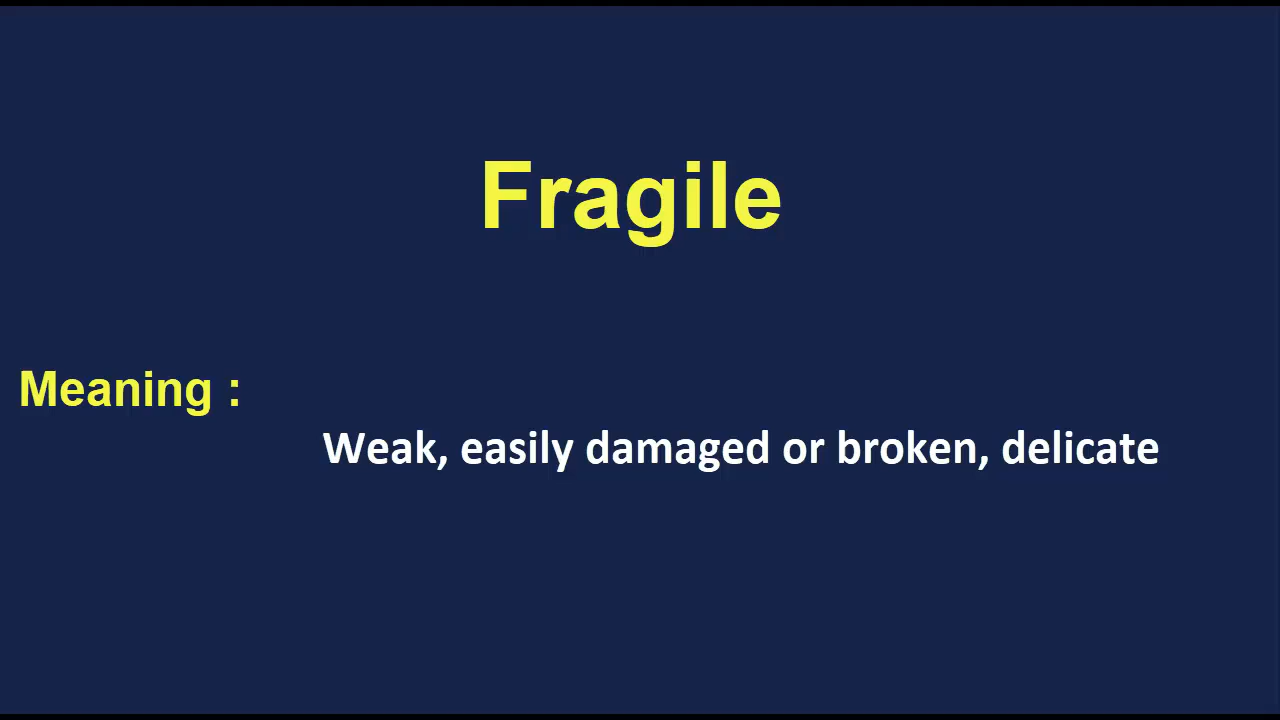 Fragile
Meaning :
Weak, easily damaged or broken, delicate